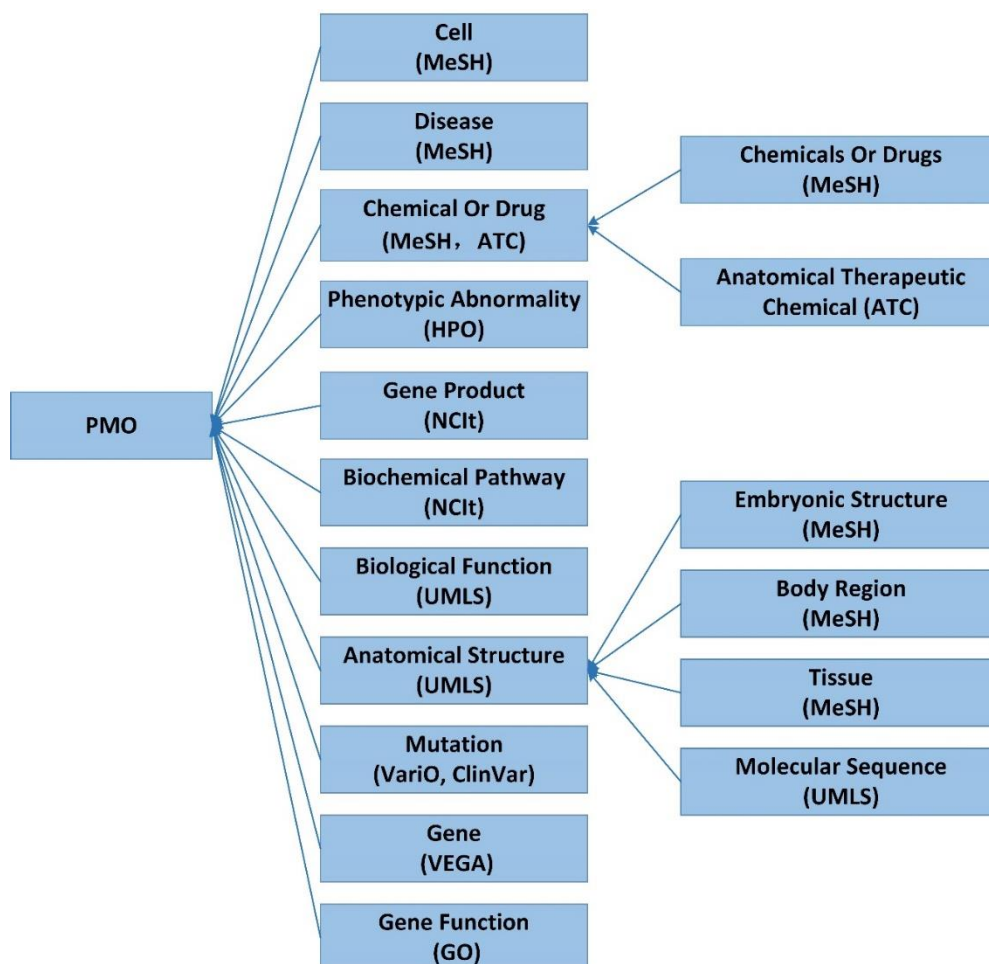 Cell
(MeSH)
Disease
(MeSH)
Chemical Or Drug
(MeSH， ATC)
Phenotypic Abnormality
(HPO)
PMO
Gene Product
(NCIt)
Biochemical Pathway
(NCIt)
Biological Function
(UMLS)
Anatomical Structure
(UMLS)
Mutation
(VariO, ClinVar)
Gene
(VEGA)
Gene Function
(GO)
Chemicals Or Drugs
(MeSH)
Anatomical Therapeutic
Chemical (ATC)
Embryonic Structure
(MeSH)
Body Region
(MeSH)
Tissue
(MeSH)
Molecular Sequence
(UMLS)